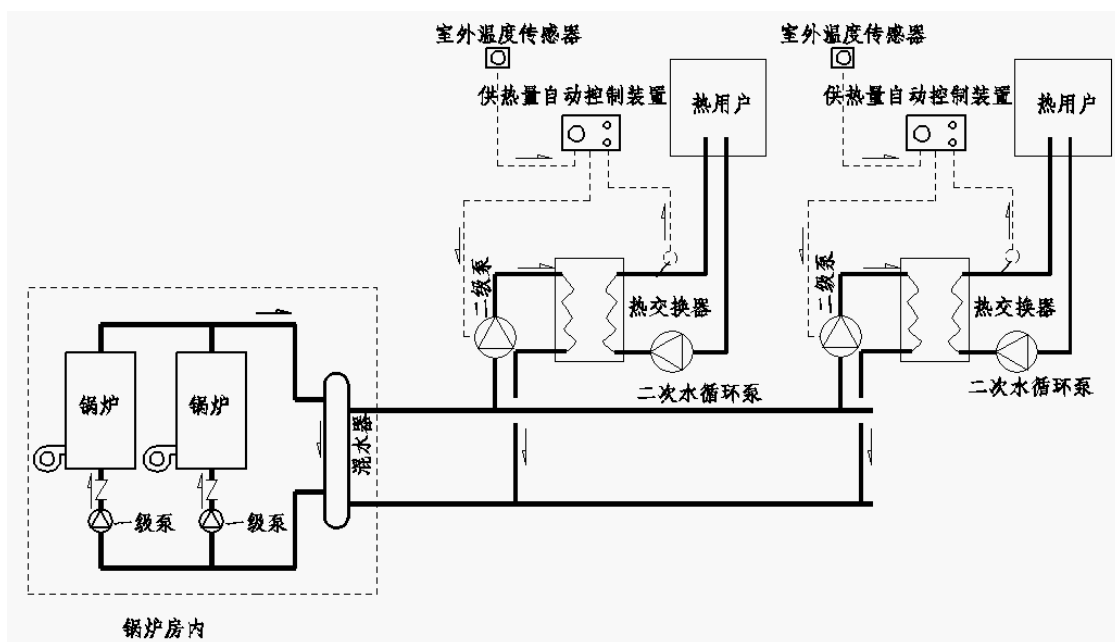 室外温度传感器
室外温度传感器
供热量自动控制装置
热用户
供热量自动控制装置
热用户
二级泵
二级泵
热交换器
热交换器
二次水循环泵
二次水循环泵
锅炉
锅炉
混水器
一级泵
一级泵
锅炉房内